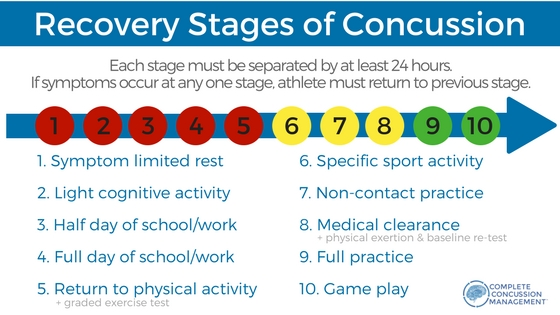 Recovery Stages of Concussion
Each stage must be separated by at least 24 hours.
If symptoms occur at any one stage, athlete must return to previous stage.
1 2 3 4 5 6 7 8 9 10
1. Symptom limited rest
2. Light cognitive activity
3. Half day of school/work
4. Full day of school/work
5. Return to physical activity
+ graded exercise test
6. Specific sport activity
7. Non-contact practice
8. Medical clearance
+ physical exertion & baseline re-test
9. Full practice
10. Game play
COMPLETE
CONCUSSION
MANAGEMENT